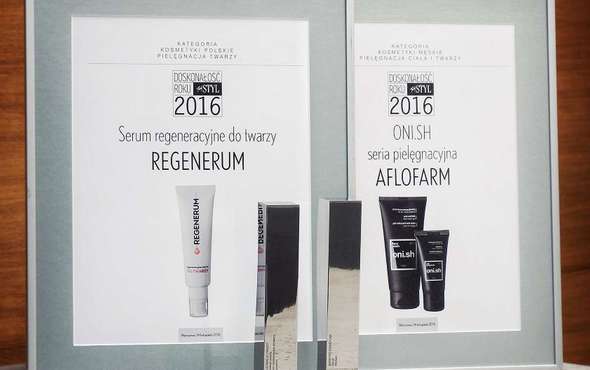 KATEGORIA
KOSMETYKI POLSKIE
PIELĘGNACJA TWARZY
DOSKONAŁOŚĆ
ROKU STYL
2016
Serum regeneracyjne do twarzy
REGENERUM
REGENERUM
KATEGORIA
KOSMETYKI MĘSKIE
PIELĘGNACJA CIAŁA I TWARZY
DOSKONAŁOŚĆ
ROKU STYL
2016
ONI.SH
seria pielęgnacyjna
AFLOFARM
oni.sh
oni.sh